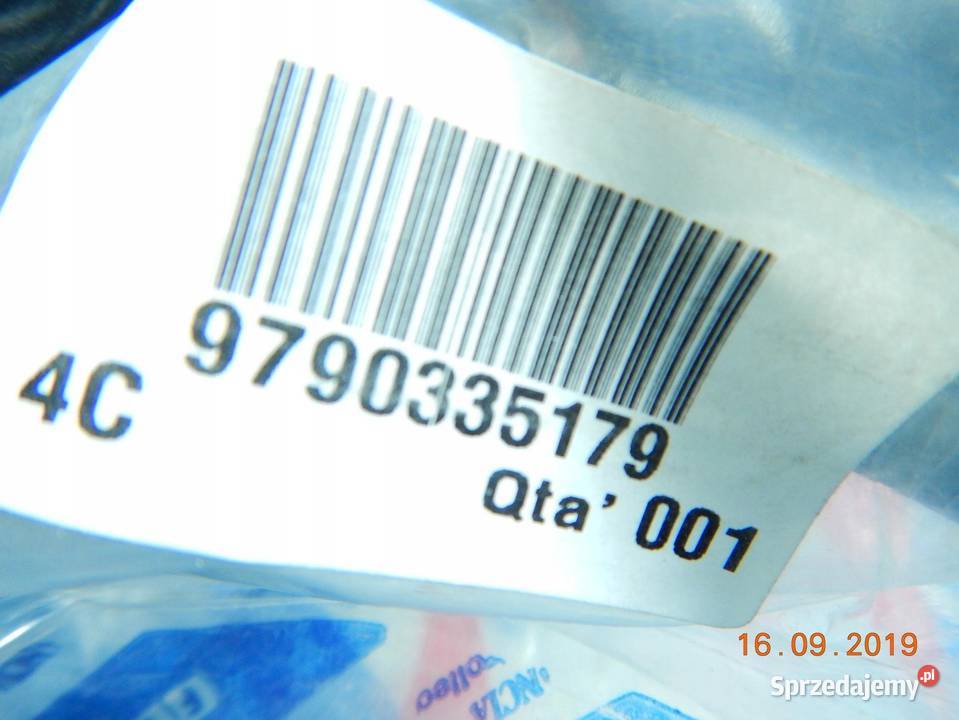 9790335179
4C
Qta' 001
16.09.2019
Sprzedajemy.pl